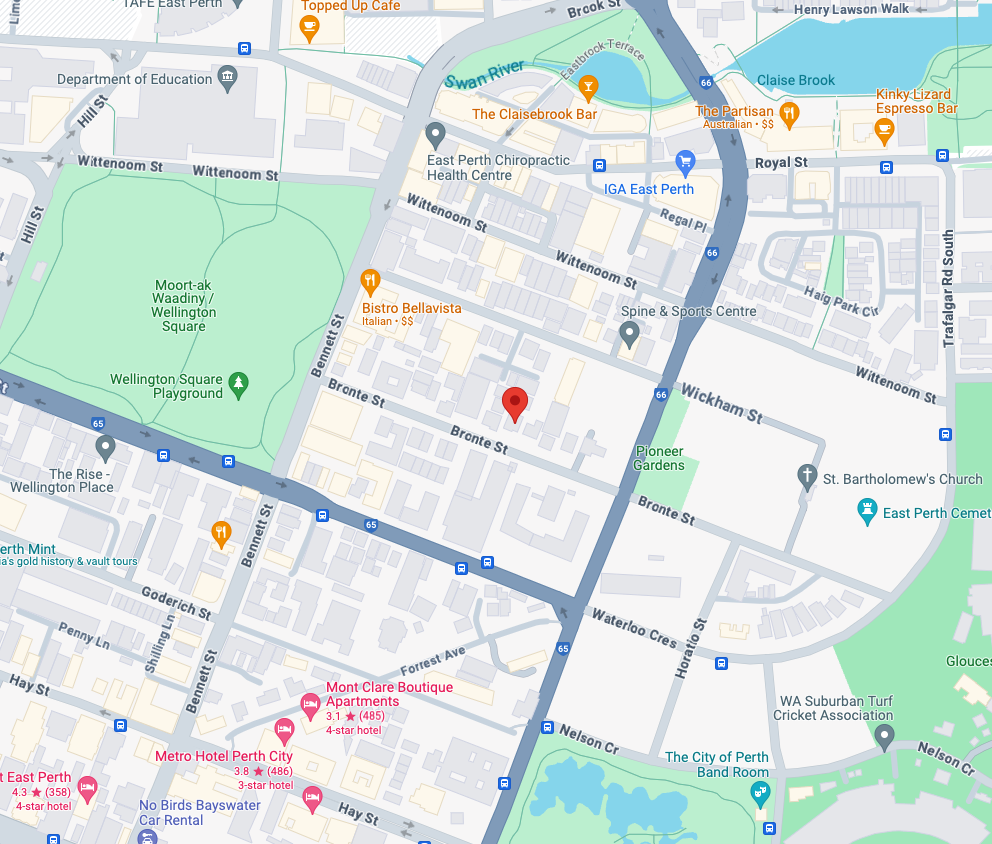 TAFE East Perth
Topped Up Cafe
Brook St
Henry Lawson Walk
Department of Education
Swan River
Eastbrook Terrace
66
Claise Brook
The Claisebrook Bar
The Partisan
Australian • $$
Kinky Lizard
Espresso Bar
Hill St
East Perth Chiropractic
Health Centre
Royal St
Wittenoom St
Wittenoom St
IGA East Perth
Wittenoom St
Regal Pl
Hill St
66
Wittenoom St
Trafalgar Rd South
Moort-ak
Waadiny /
Wellington
Square
Haig Park Cir
Bistro Bellavista
Italian • $$
Spine & Sports Centre
Bennett St
Wellington Square
Playground
Wittenoom St
Bronte St
66
Wickham St
65
Bronte St
Pioneer
Gardens
The Rise -
Wellington Place
St. Bartholomew's Church
65
Bronte St
East Perth Cemet
Bennett St
erth Mint
ia's gold history & vault tours
Goderich St
Waterloo Cres
Penny Ln
Shilling Ln
65
Horatio St
Forrest Ave
Glouces
Hay St
Bennett St
Mont Clare Boutique
Apartments
3.1 ★ (485)
4-star hotel
WA Suburban Turf
Cricket Association
Nelson Cr
Nelson Cr
Metro Hotel Perth City
3.8 ★ (486)
3-star hotel
The City of Perth
Band Room
t East Perth
4.3 ★ (358)
4-star hotel
No Birds Bayswater
Car Rental
Hay St